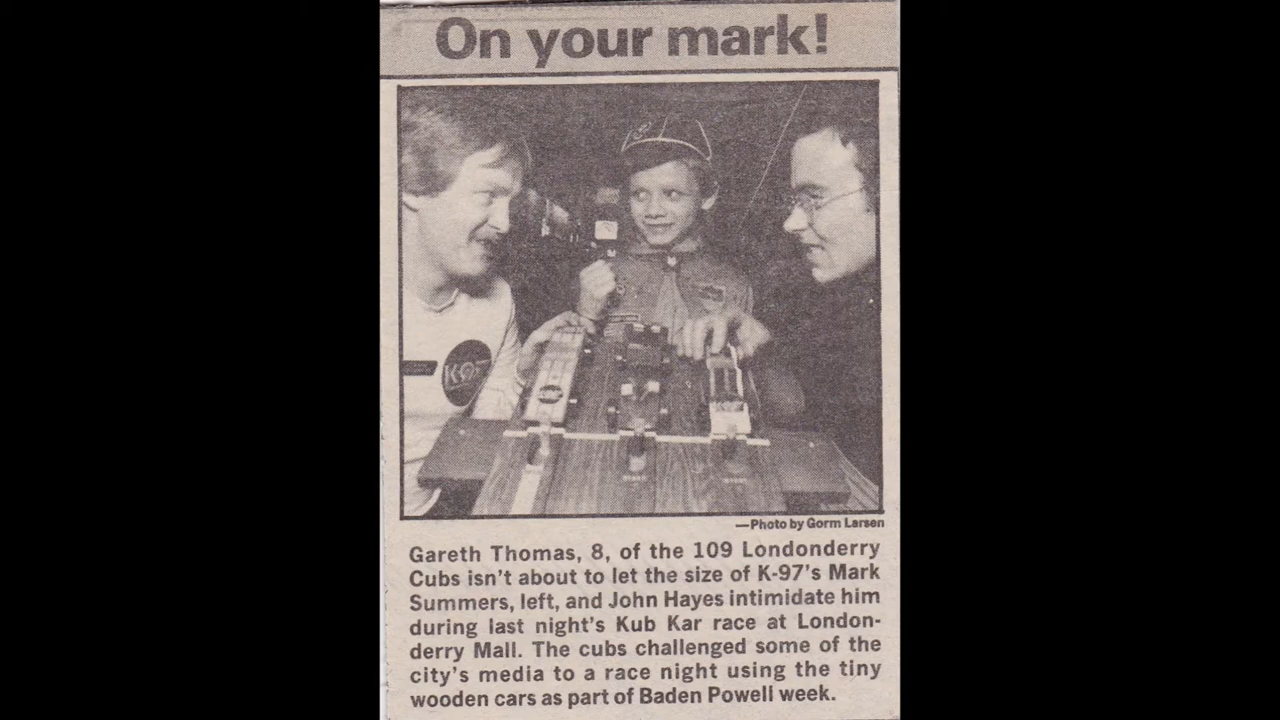 On your mark!
K-97
—Photo by Gorm Larsen
Gareth Thomas, 8, of the 109 Londonderry
Cubs isn't about to let the size of K-97's Mark
Summers, left, and John Hayes intimidate him
during last night's Kub Kar race at London-
derry Mall. The cubs challenged some of the
city's media to a race night using the tiny
wooden cars as part of Baden Powell week.